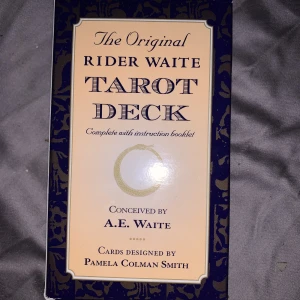 The Original
RIDER WAITE
TAROT
DECK
Complete with instruction booklet
CONCEIVED BY
A.E. WAITE
CARDS DESIGNED BY
PAMELA COLMAN SMITH